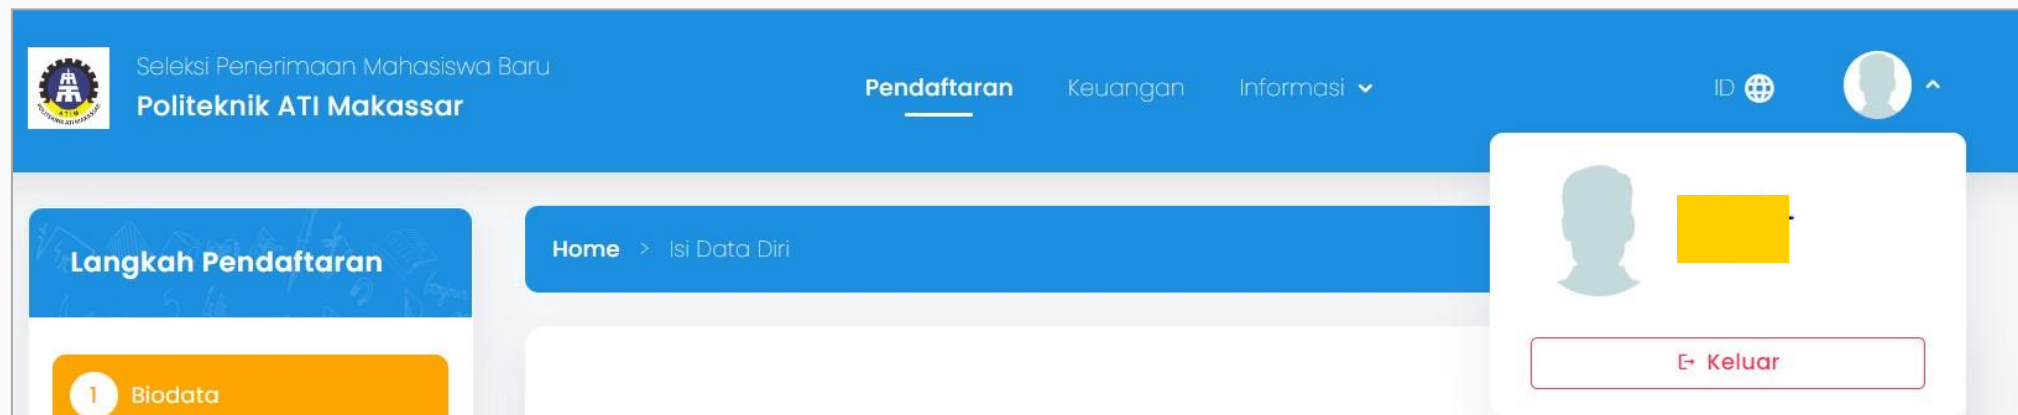 Seleksi Penerimaan Mahasiswa Baru
Politeknik ATI Makassar
Pendaftaran
Keuangan
Informasi
ID
Langkah Pendaftaran
Home > Isi Data Diri
Keluar
1 Biodata